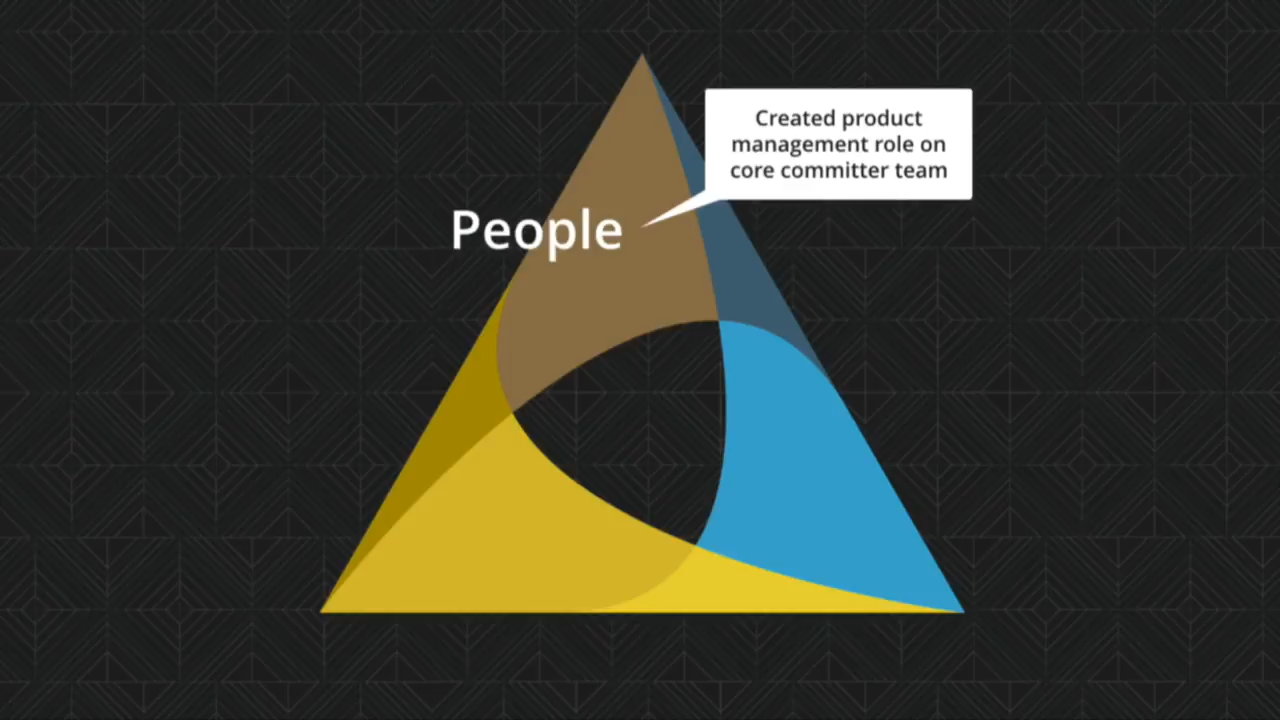 Created product
management role on
core committer team
People